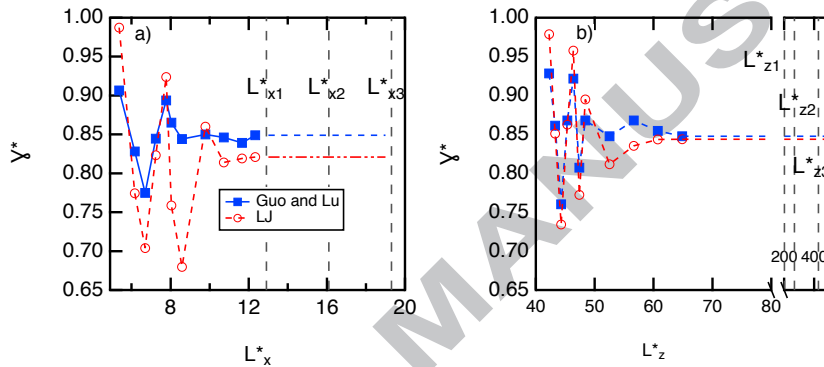 1.00
0.95
0.90
0.85
0.80
0.75
0.70
0.65
γ*
a)
L*x1
L*x2
L*x3
Guo and Lu
LJ
4
8
12
16
20
L*x
1.00
0.95
0.90
0.85
0.80
0.75
0.70
0.65
γ*
b)
L*z1
L*z2
L*z3
200
400
40
50
60
70
80
L*z
MANUS